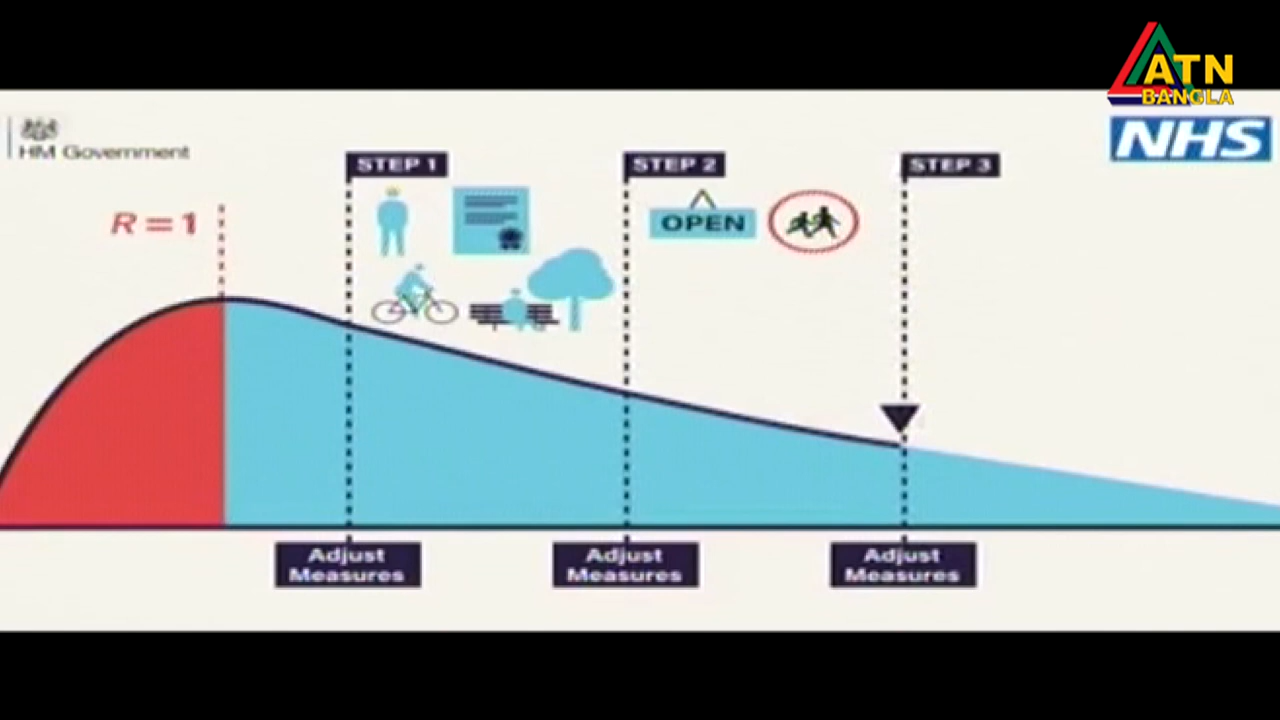 ATN
BANGLA
HM Government
NHS
STEP 1
STEP 2
STEP 3
R = 1
OPEN
Adjust
Measures
Adjust
Measures
Adjust
Measures